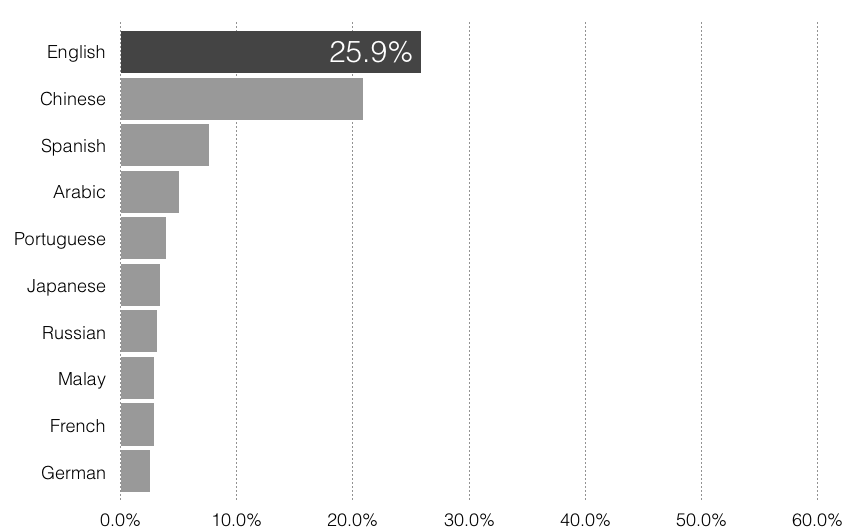 English
25.9%
Chinese
Spanish
Arabic
Portuguese
Japanese
Russian
Malay
French
German
0.0% 10.0% 20.0% 30.0% 40.0% 50.0% 60.0%